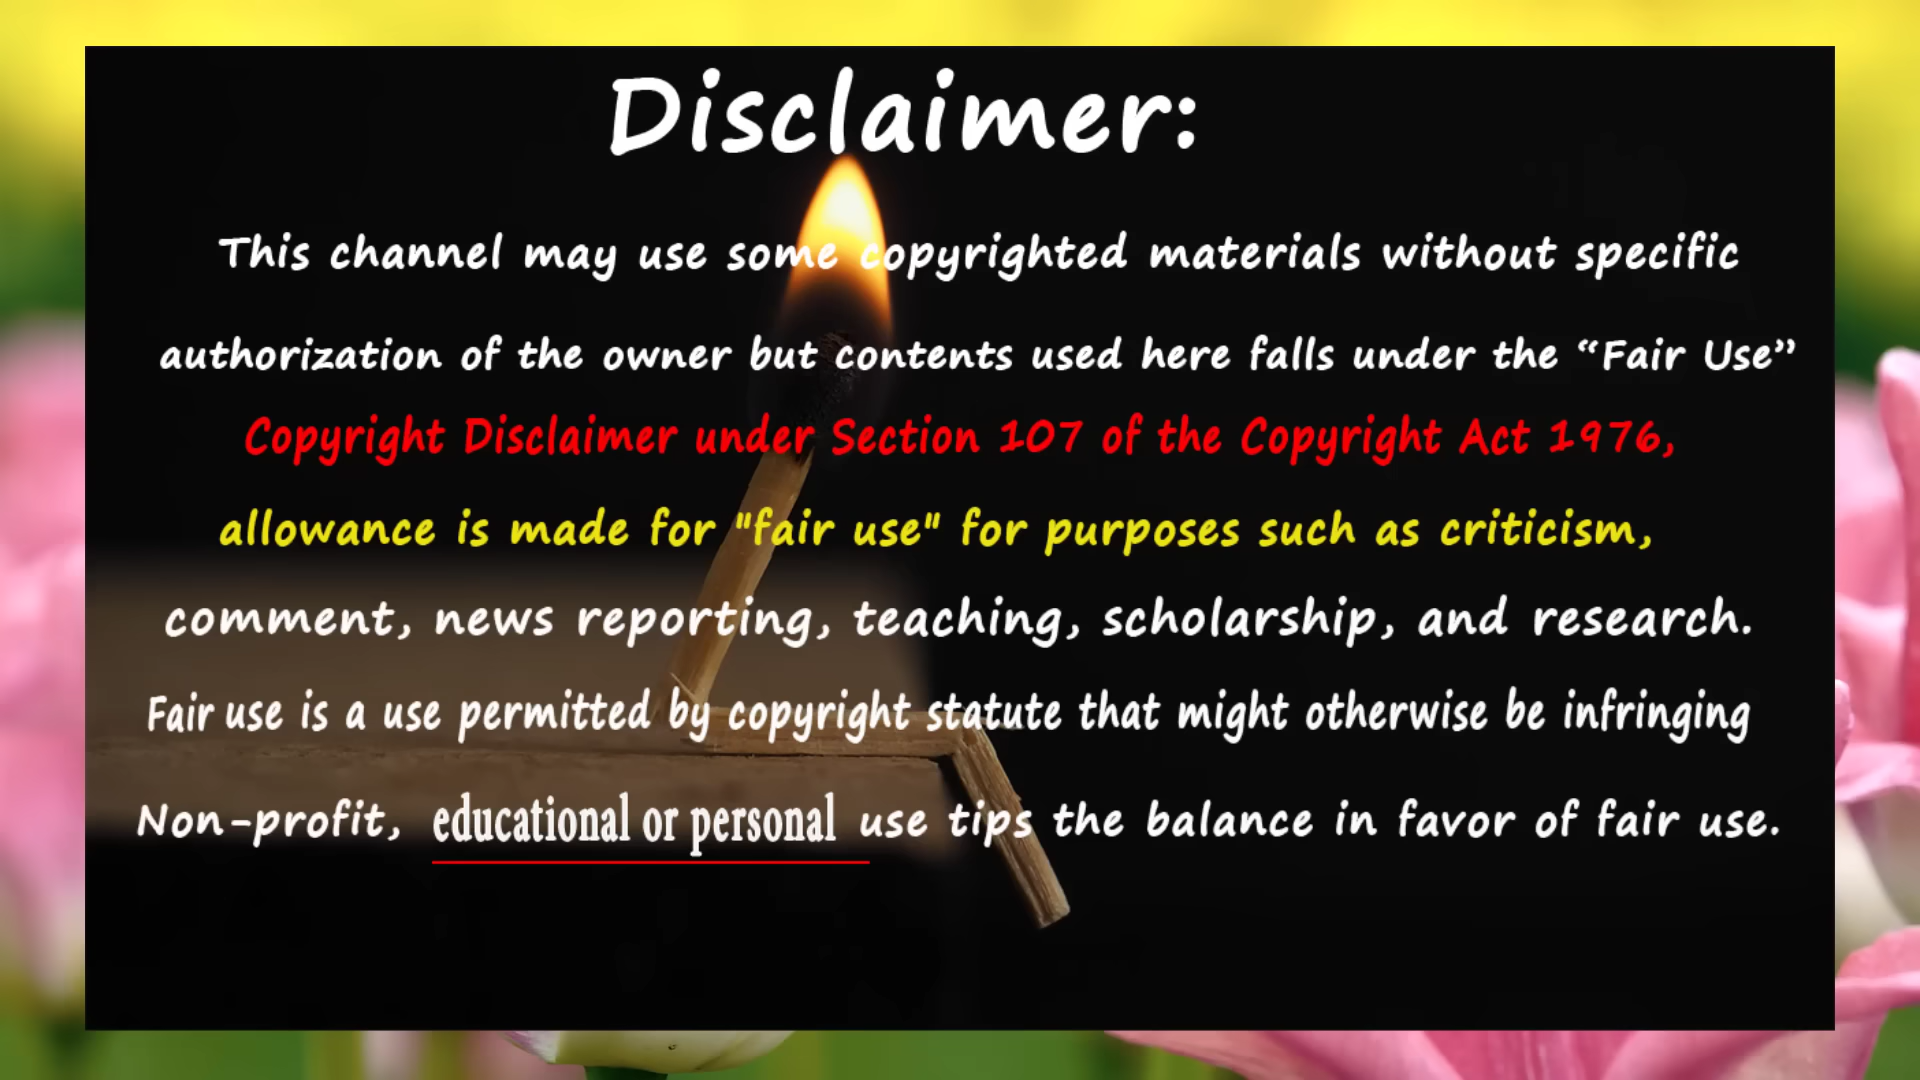 Disclaimer:
This channel may use some copyrighted materials without specific
authorization of the owner but contents used here falls under the “Fair Use”
Copyright Disclaimer under Section 107 of the Copyright Act 1976,
allowance is made for "fair use" for purposes such as criticism,
comment, news reporting, teaching, scholarship, and research.
Fair use is a use permitted by copyright statute that might otherwise be infringing
Non-profit, educational or personal use tips the balance in favor of fair use.